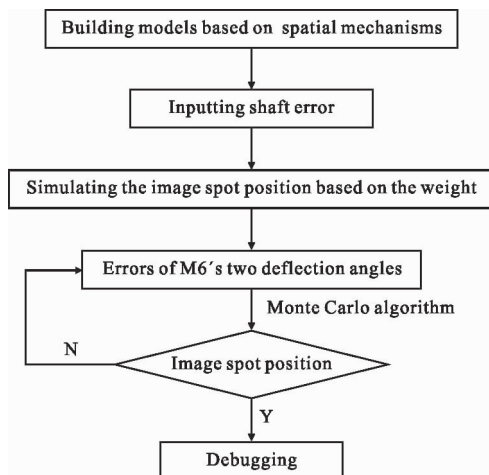 Building models based on spatial mechanisms
Inputting shaft error
Simulating the image spot position based on the weight
Errors of M6′s two deflection angles
Monte Carlo algorithm
N
Image spot position
Y
Debugging